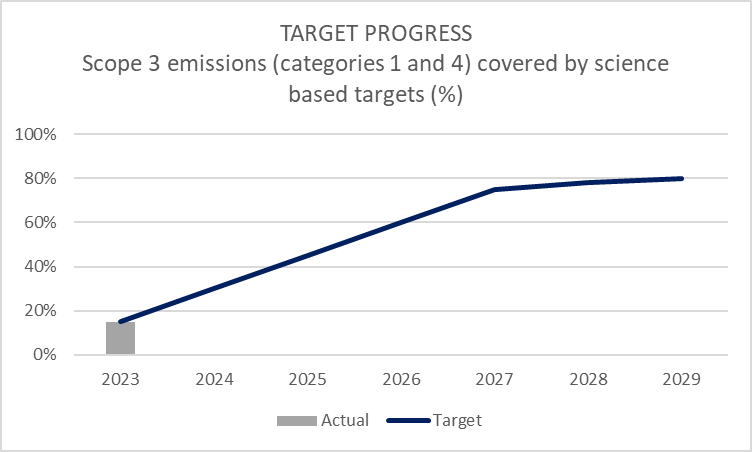 TARGET PROGRESS
Scope 3 emissions (categories 1 and 4) covered by science
based targets (%)
100%
80%
60%
40%
20%
0%
2023 2024 2025 2026 2027 2028 2029
Actual Target